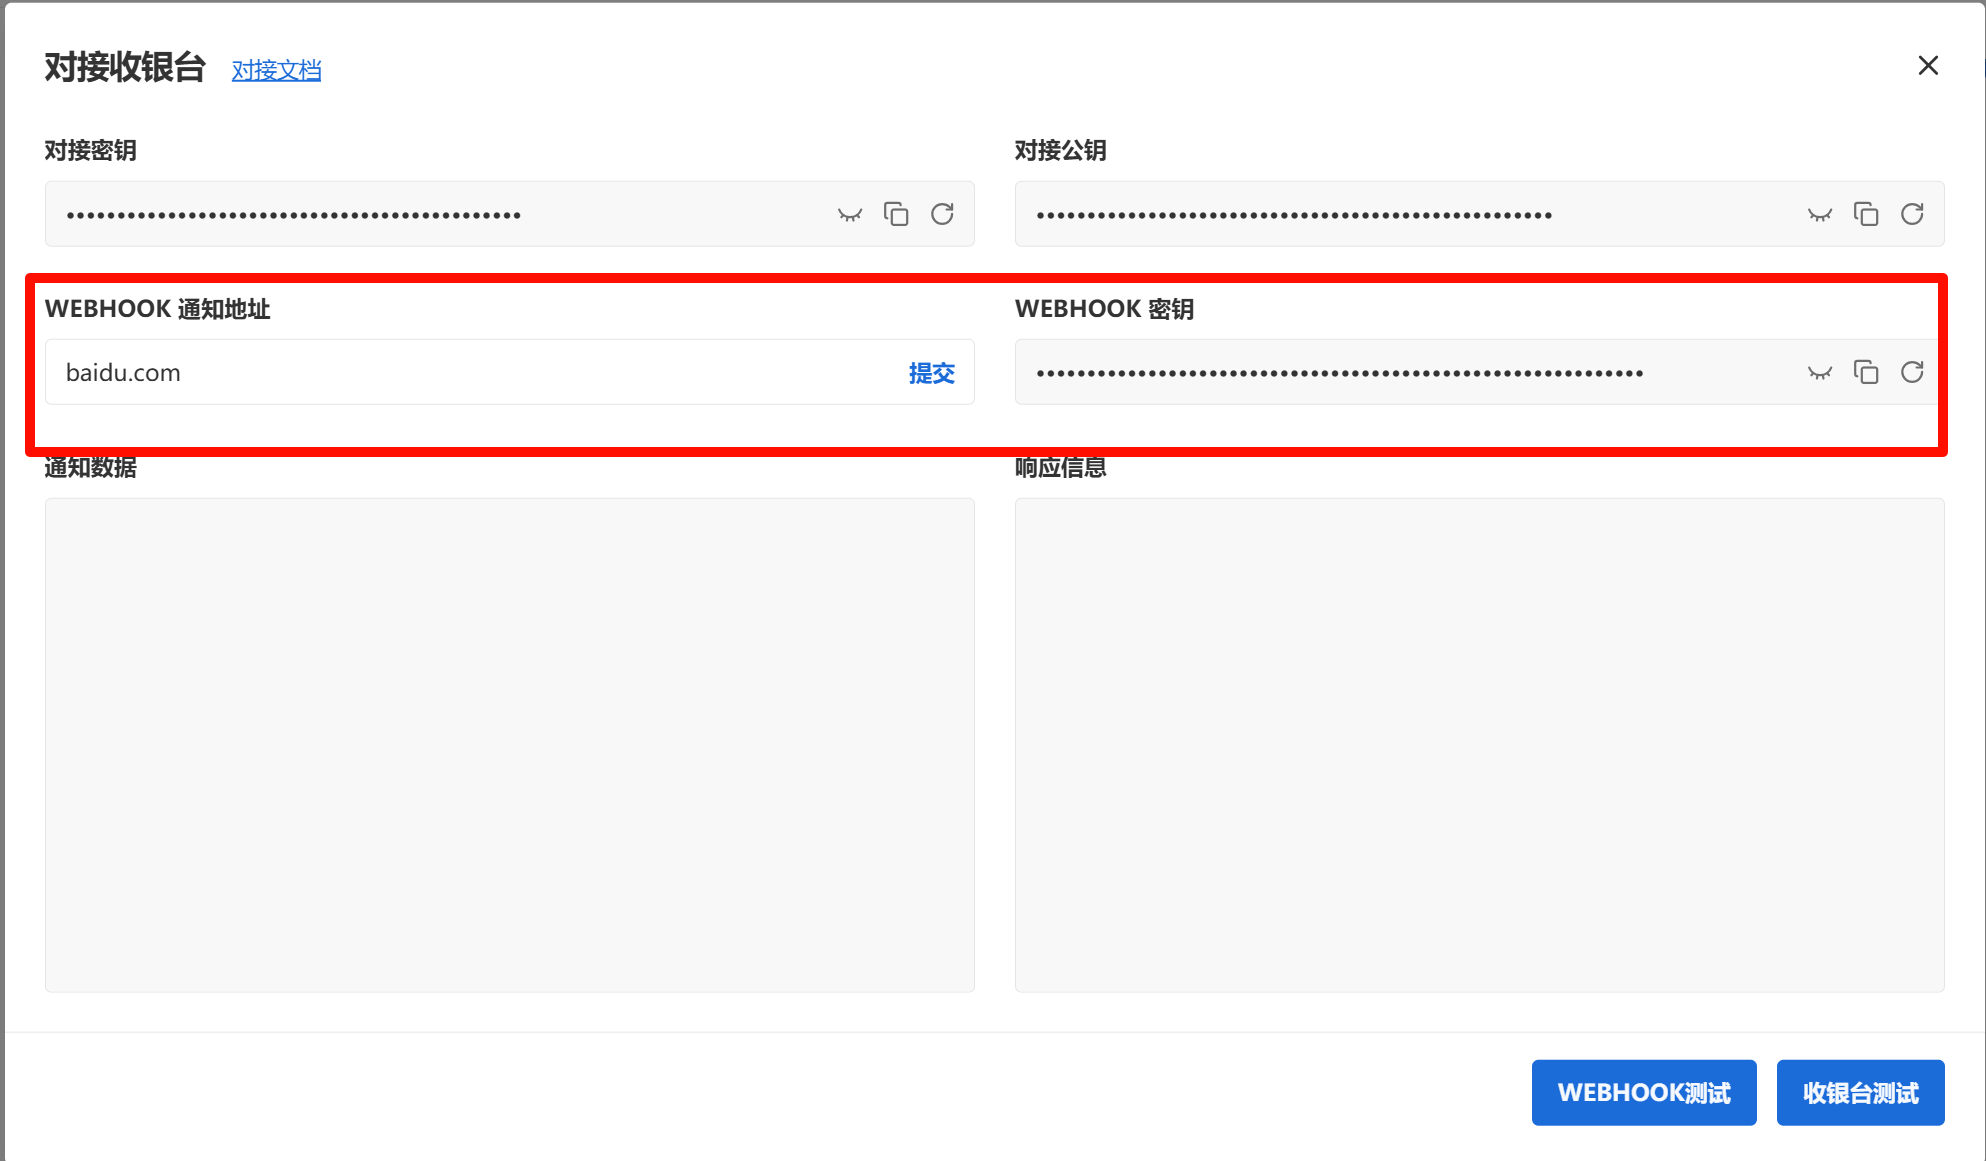 对接收银台 对接文档
对接密钥
对接公钥
••••••••••••••••••••••••••••••••••••••••••••• 
•••••••••••••••••••••••••••••••••••••••••••••••••••
WEBHOOK 通知地址
WEBHOOK 密钥
baidu.com 提交
••••••••••••••••••••••••••••••••••••••••••••••••••••••••••••
通知数据
响应信息
WEBHOOK测试
收银台测试